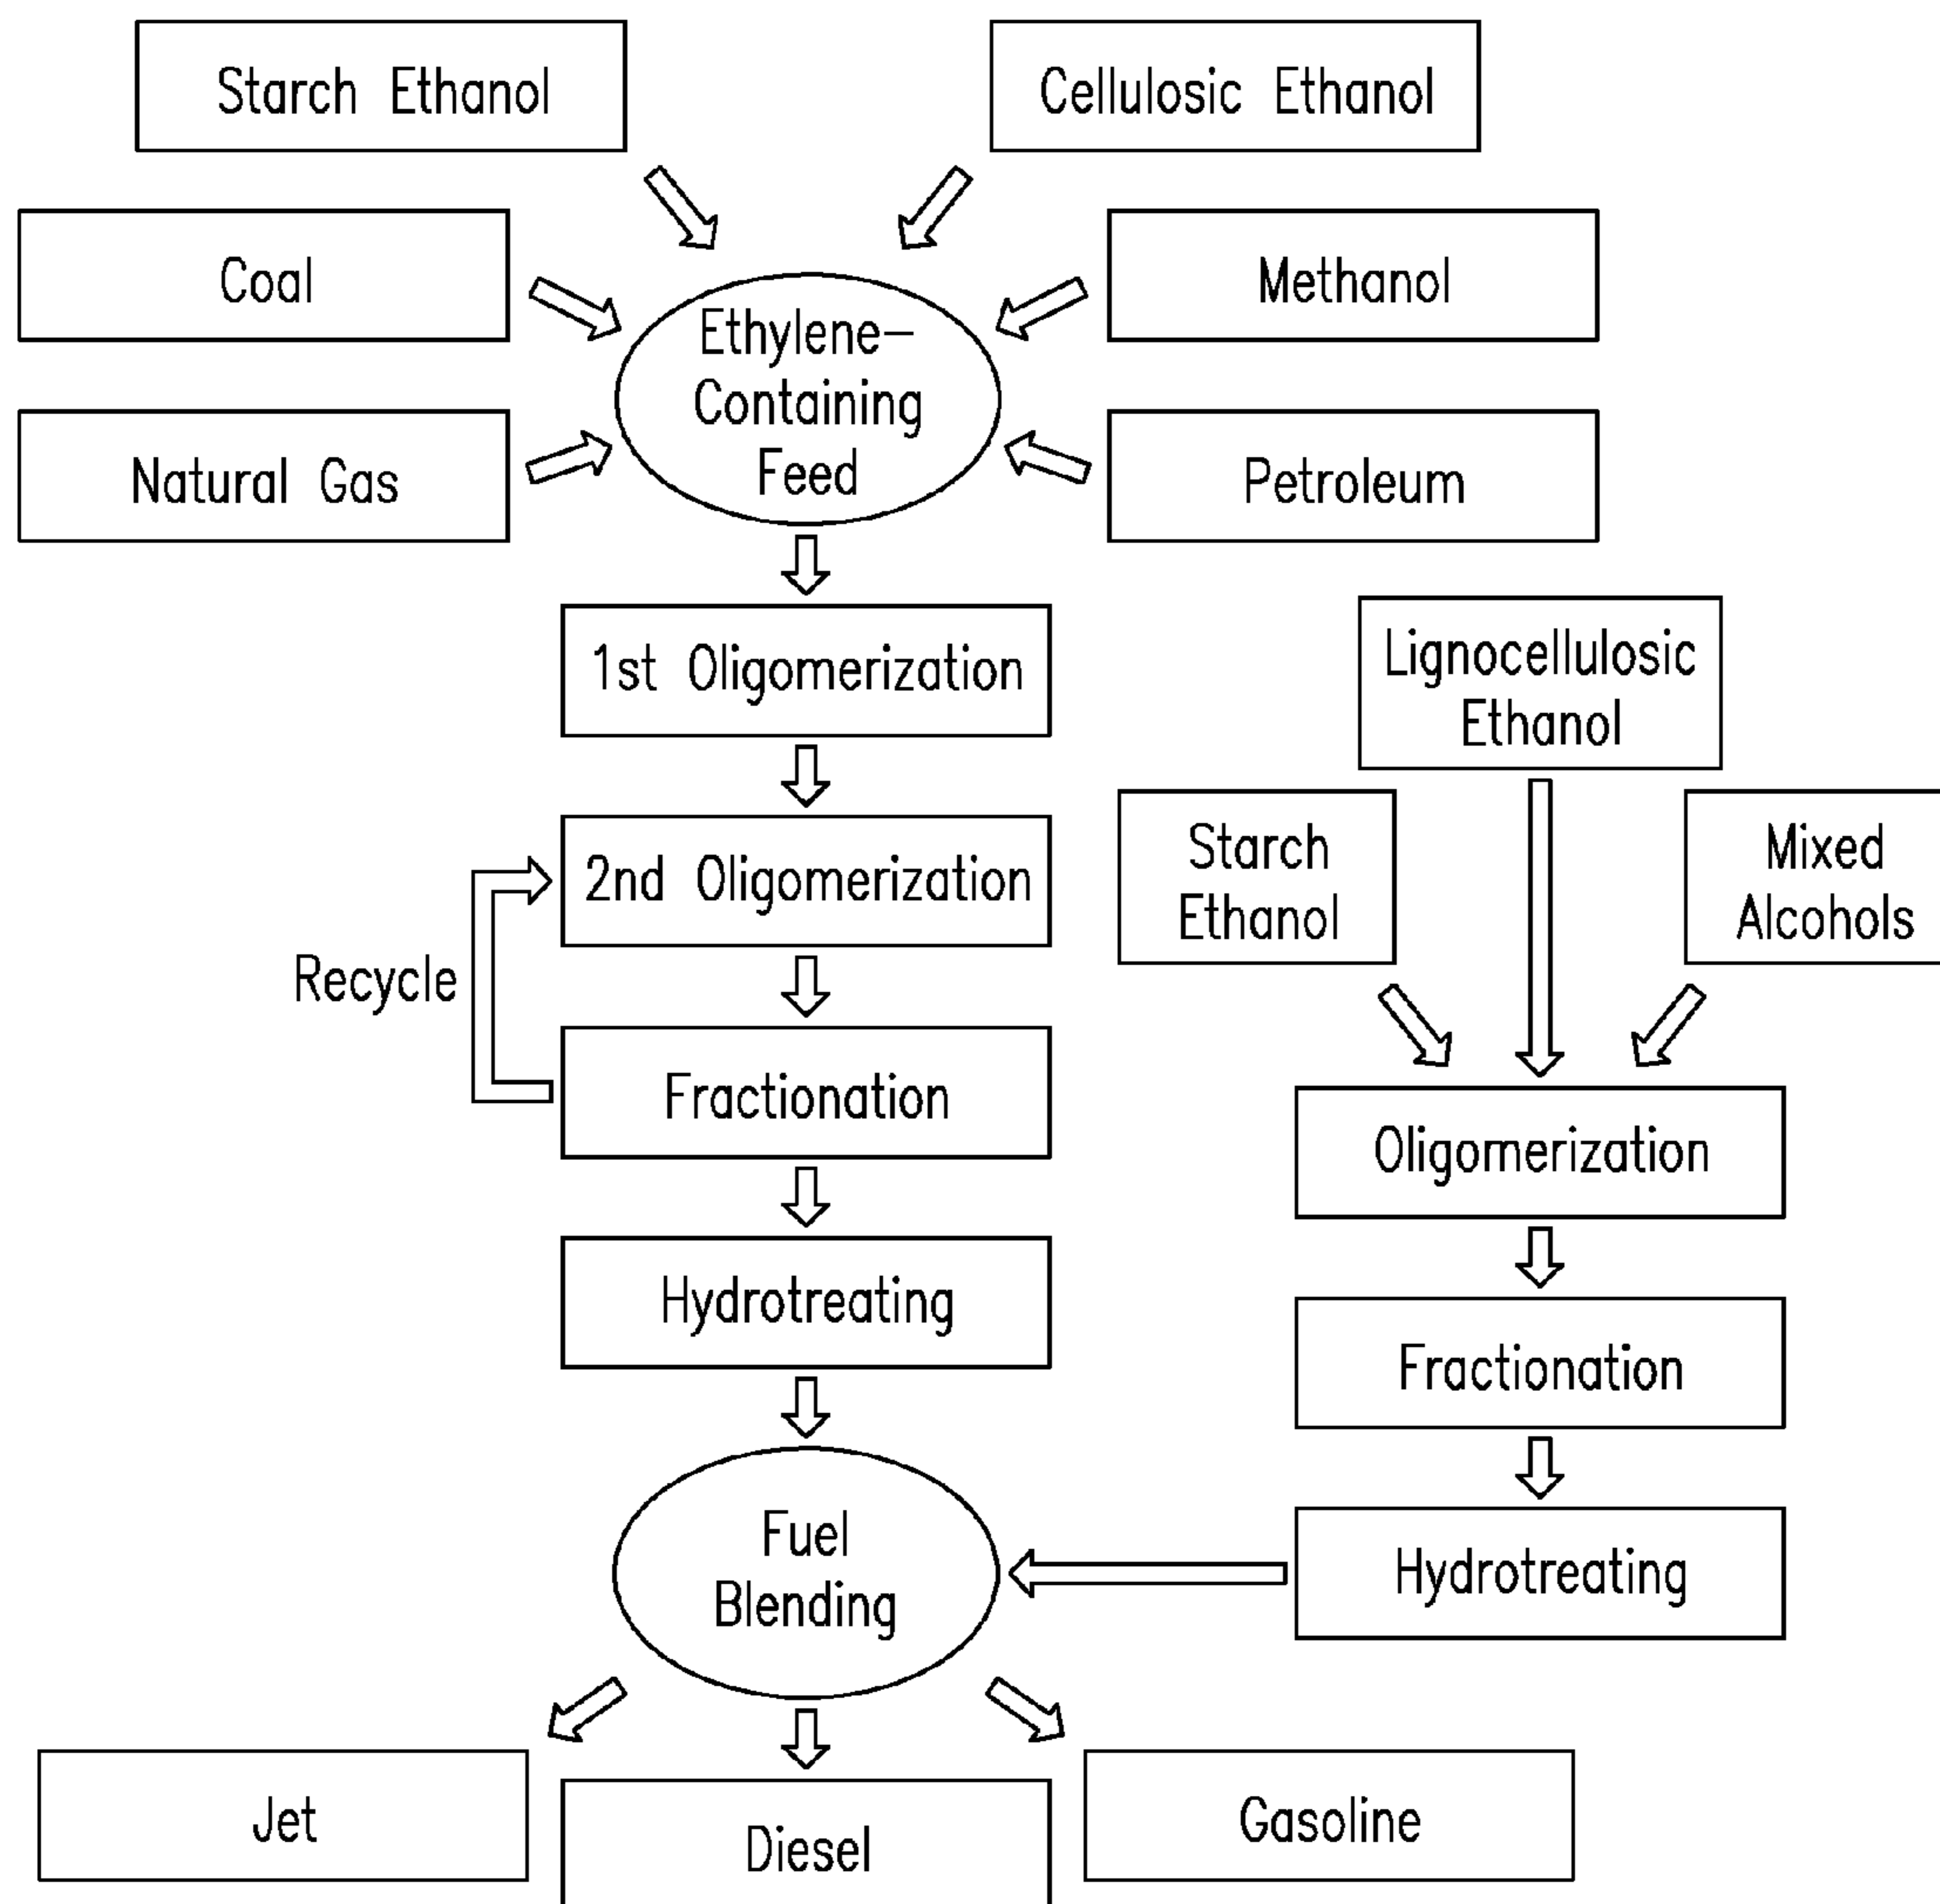 Starch Ethanol
Cellulosic Ethanol
Coal
Methanol
Ethylene-
Containing
Feed
Natural Gas
Petroleum
1st Oligomerization
Lignocellulosic
Ethanol
2nd Oligomerization
Starch
Ethanol
Mixed
Alcohols
Recycle
Fractionation
Oligomerization
Hydrotreating
Fractionation
Fuel
Blending
Hydrotreating
Jet
Diesel
Gasoline